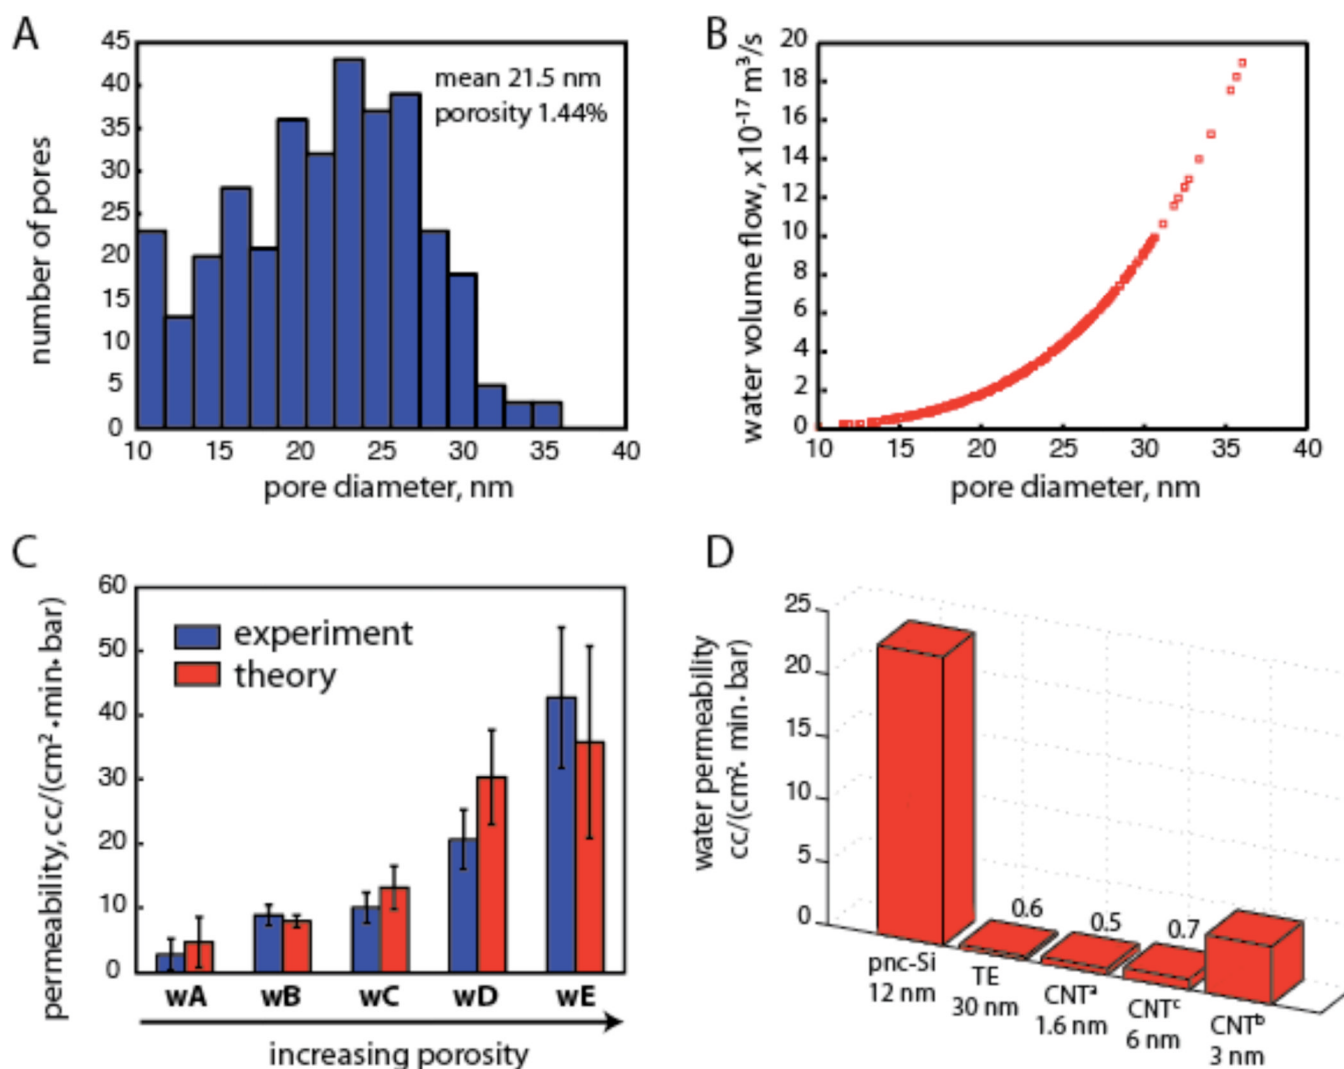 A
45
40
35
30
25
20
15
10
5
0
number of pores
mean 21.5 nm
porosity 1.44%
10 15 20 25 30 35 40
pore diameter, nm
B
20
18
16
14
12
10
8
6
4
2
0
water volume flow, x10⁻¹⁷ m³/s
10 15 20 25 30 35 40
pore diameter, nm
C
60
50
40
30
20
10
0
permeability, cc/(cm²·min·bar)
experiment
theory
wA wB wC wD wE
increasing porosity
D
25
20
15
10
5
0
water permeability
cc/(cm²· min· bar)
0.6
0.5
0.7
pnc-Si
12 nm
TE
30 nm
CNTᵃ
1.6 nm
CNTᶜ
6 nm
CNTᵇ
3 nm